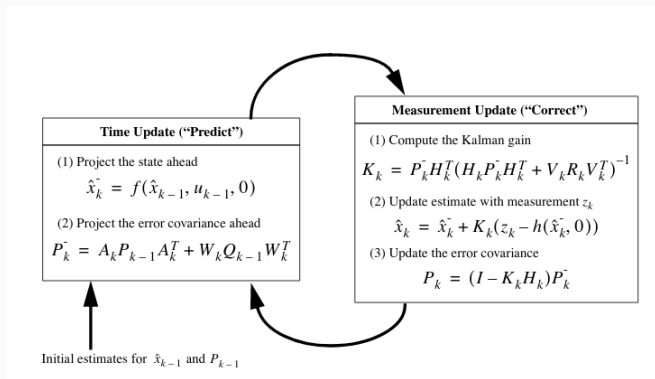 Time Update (“Predict”)
(1) Project the state ahead
x̂ₖ⁻ = f(x̂ₖ₋₁, uₖ₋₁, 0)
(2) Project the error covariance ahead
Pₖ⁻ = AₖPₖ₋₁Aₖᵀ + WₖQₖ₋₁Wₖᵀ
Initial estimates for x̂ₖ₋₁ and Pₖ₋₁
Measurement Update (“Correct”)
(1) Compute the Kalman gain
Kₖ = Pₖ⁻Hₖᵀ(HₖPₖ⁻Hₖᵀ + VₖRₖVₖᵀ)⁻¹
(2) Update estimate with measurement zₖ
x̂ₖ = x̂ₖ⁻ + Kₖ(zₖ – h(x̂ₖ⁻, 0))
(3) Update the error covariance
Pₖ = (I – KₖHₖ)Pₖ⁻